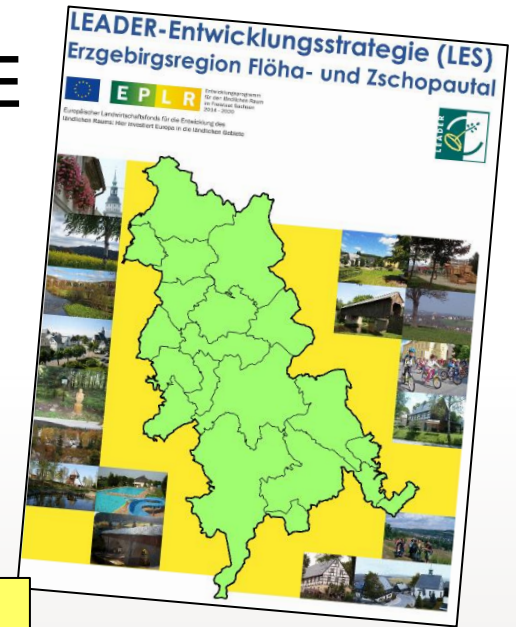 E
LEADER-Entwicklungsstrategie (LES)
Erzgebirgsregion Flöha- und Zschopautal
EPLR
Entwicklungsprogramm
für den ländlichen Raum
im Freistaat Sachsen
2014 - 2020
Europäischer Landwirtschaftsfonds für die Entwicklung des
ländlichen Raums: Hier investiert Europa in die ländlichen Gebiete
LEADER